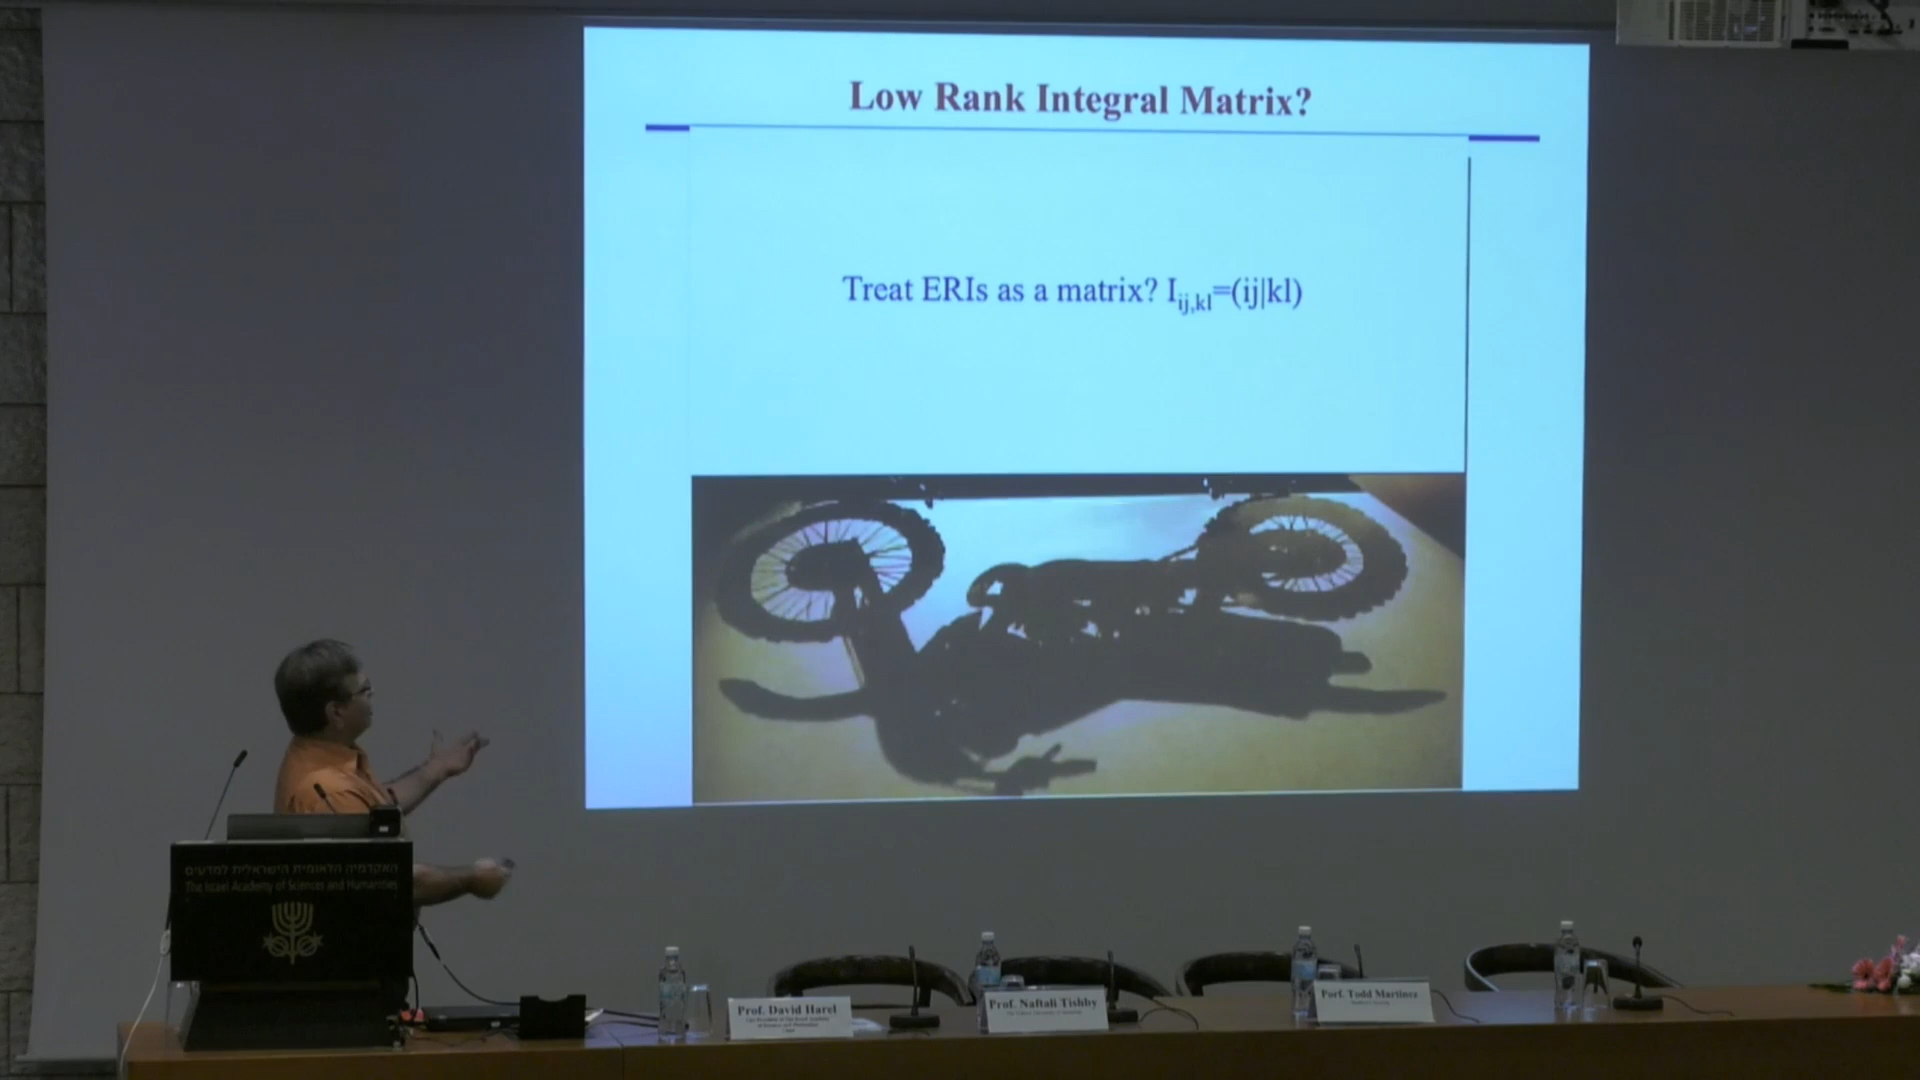 Low Rank Integral Matrix?
Treat ERIs as a matrix? I_ij,kl=(ij|kl)
האקדמיה הלאומית הישראלית למדעים
The Israel Academy of Sciences and Humanities
Prof. David Harel
Prof. Naftali Tishby
Porf. Todd Martinez